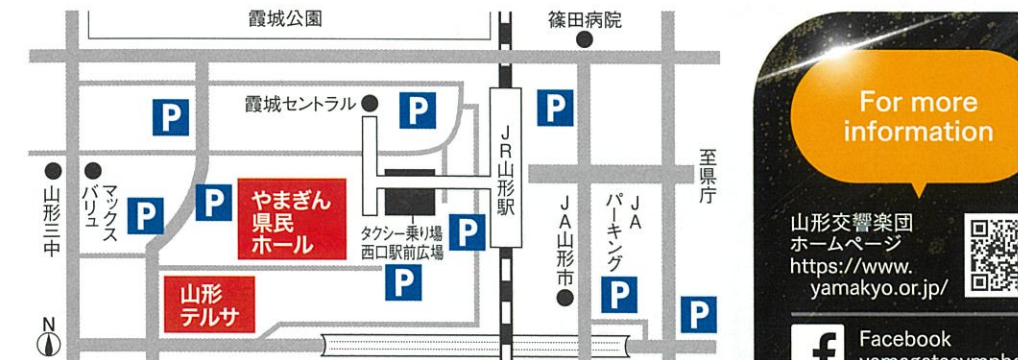 霞城公園
篠田病院
霞城セントラル
P
P
P
JR山形駅
至県庁
山形三中
マックス
バリュ
P
P
やまぎん
県民
ホール
タクシー乗り場
西口駅前広場
P
P
JA山形市
JA
パーキング
P
P
山形
テルサ
N
For more
information
山形交響楽団
ホームページ
https://www.
yamakyo.or.jp/
Facebook